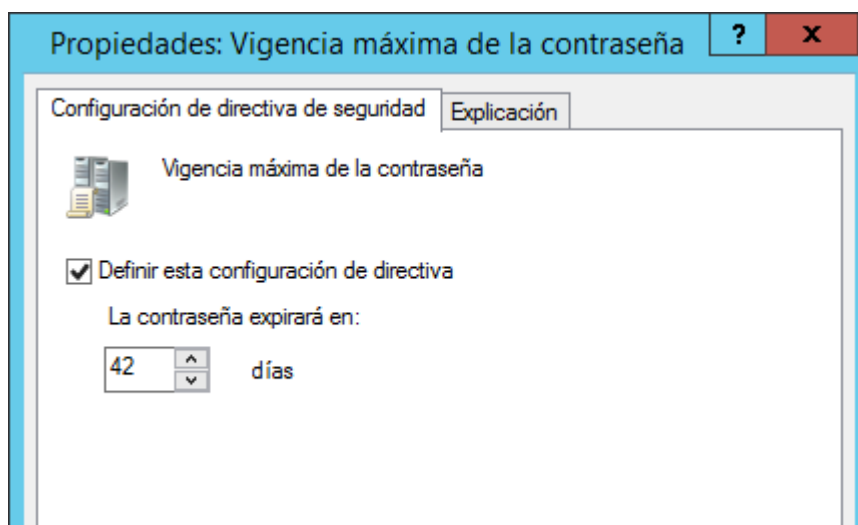 Propiedades: Vigencia máxima de la contraseña ? x
Configuración de directiva de seguridad Explicación
Vigencia máxima de la contraseña
Definir esta configuración de directiva
La contraseña expirará en:
42 días